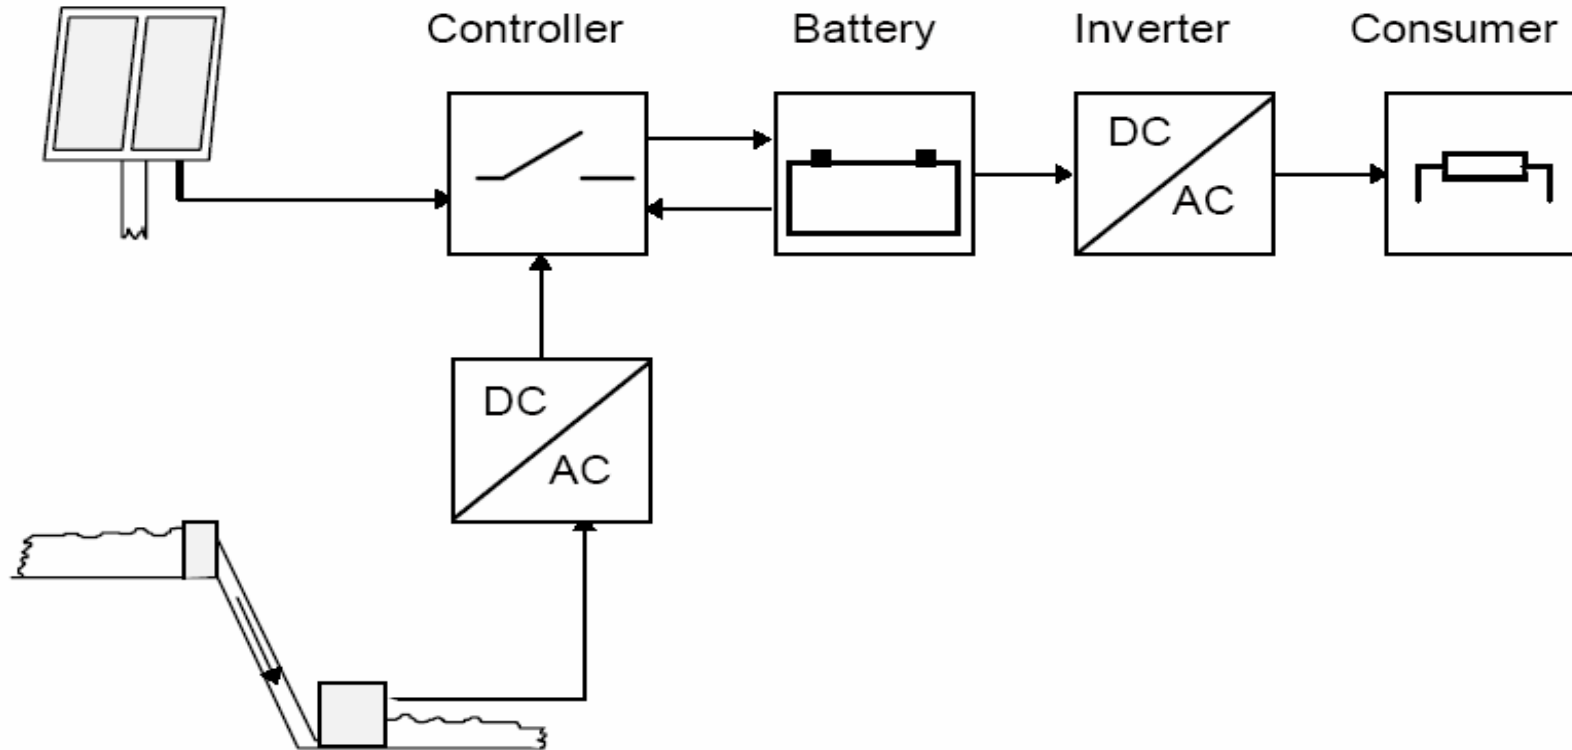 Controller
Battery
Inverter
Consumer
DC
AC
DC
AC